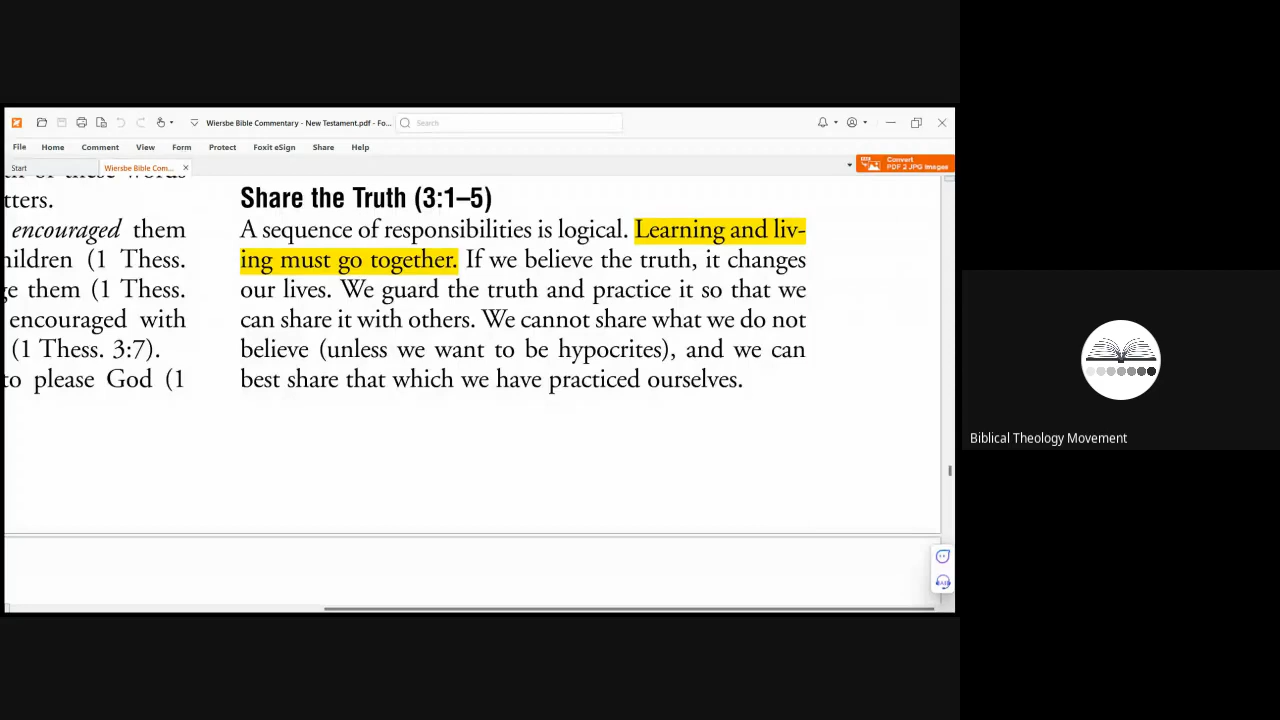 Wiersbe Bible Commentary - New Testament.pdf - Fo...
Search
File Home Comment View Form Protect Foxit eSign Share Help
Start
Wiersbe Bible Com...
Convert
PDF 2 JPG Images
of these words
tters.
encouraged them
hildren (1 Thess.
ge them (1 Thess.
encouraged with
(1 Thess. 3:7).
to please God (1
Share the Truth (3:1–5)
A sequence of responsibilities is logical. Learning and liv-
ing must go together. If we believe the truth, it changes
our lives. We guard the truth and practice it so that we
can share it with others. We cannot share what we do not
believe (unless we want to be hypocrites), and we can
best share that which we have practiced ourselves.
Biblical Theology Movement